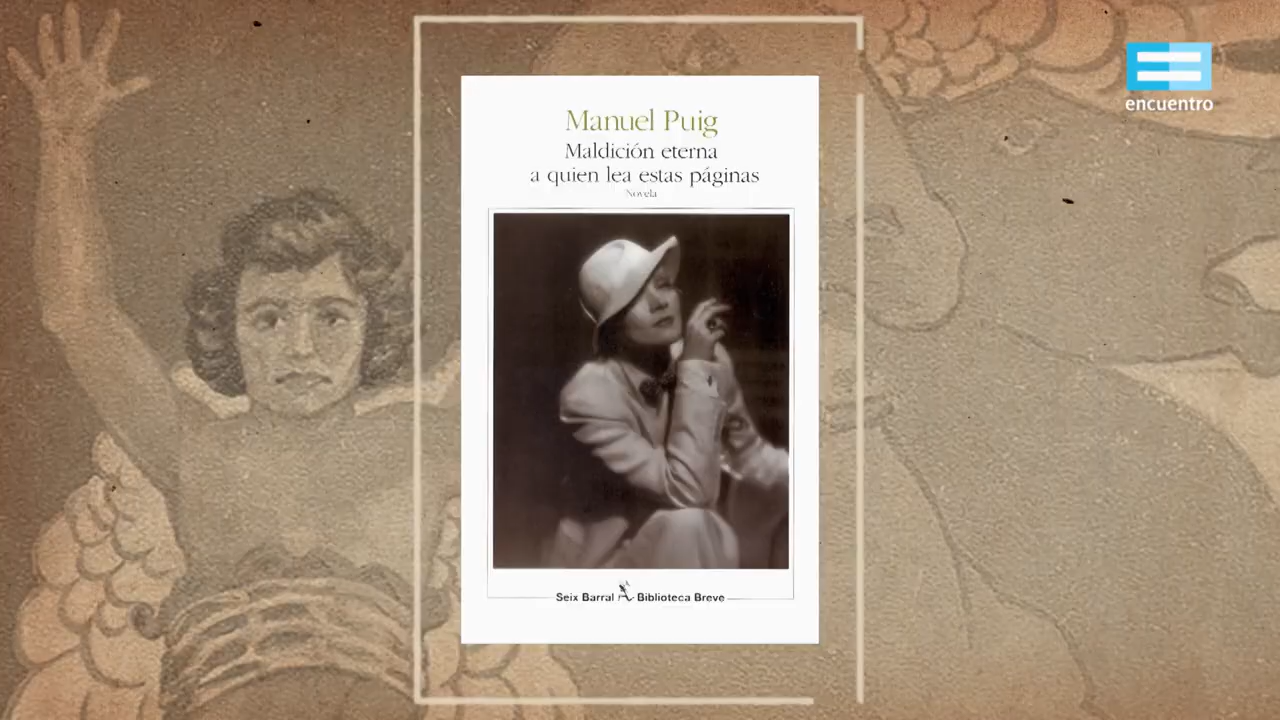 encuentro
Manuel Puig
Maldición eterna
a quien lea estas páginas
Novela
Seix Barral Biblioteca Breve